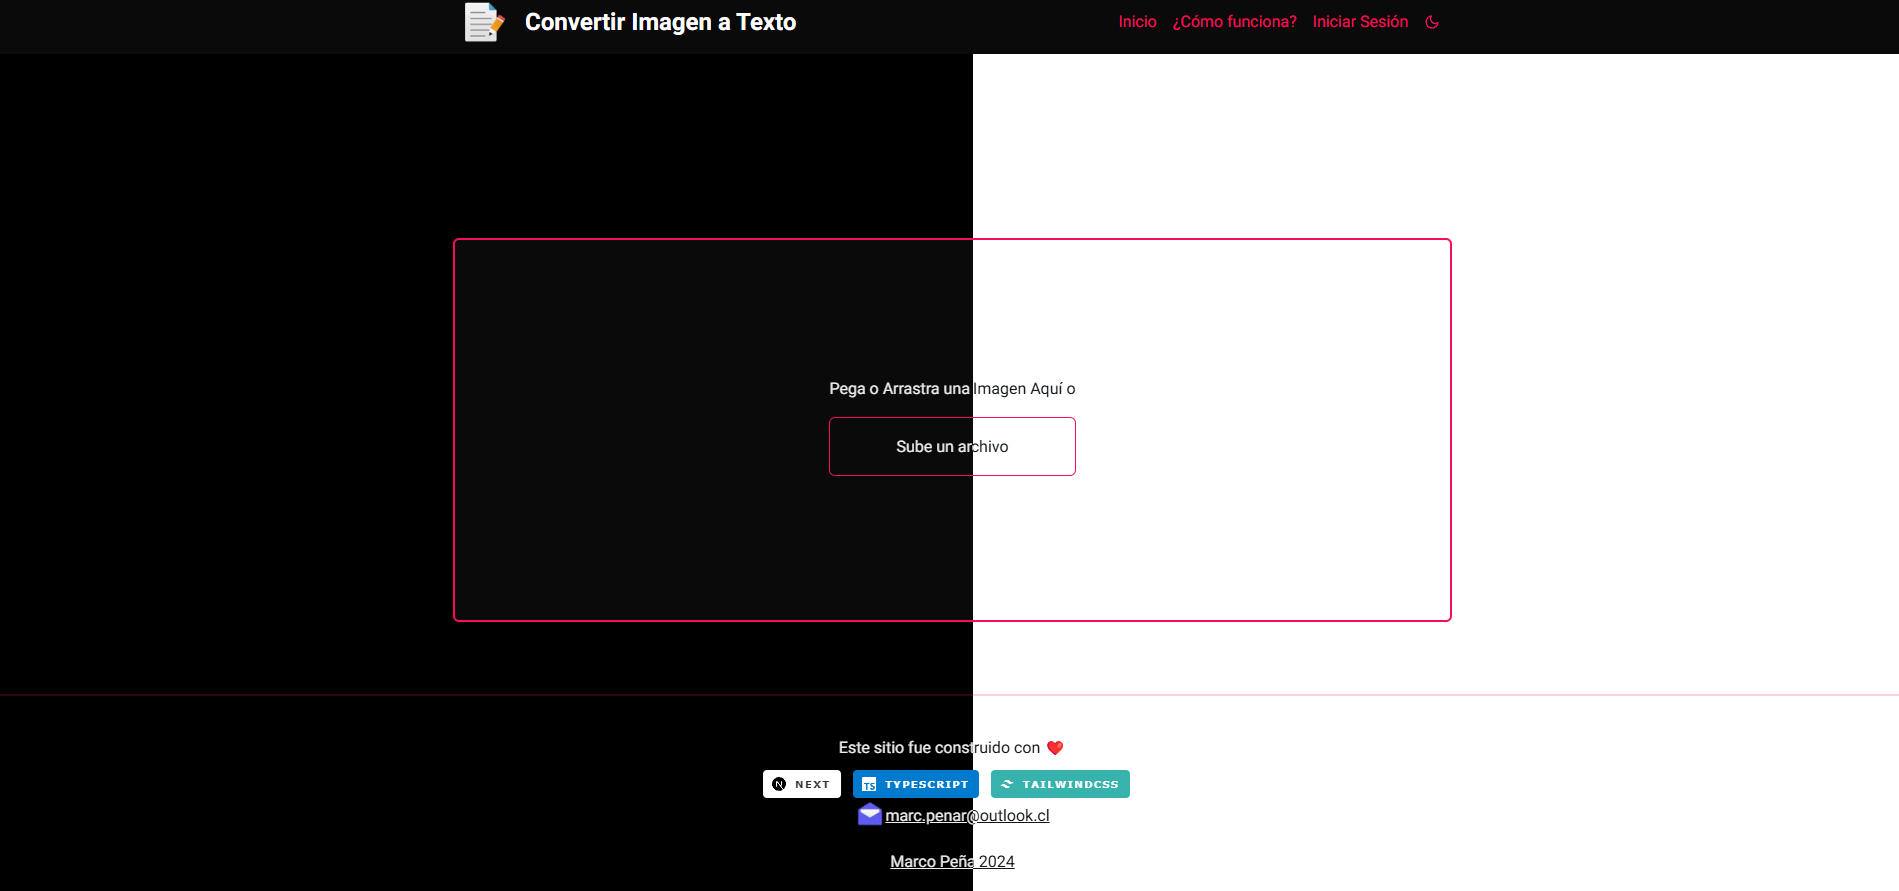 Convertir Imagen a Texto
Inicio ¿Cómo funciona? Iniciar Sesión
Pega o Arrastra una Imagen Aquí o
Sube un archivo
Este sitio fue construido con ❤️
N NEXT TS TYPESCRIPT TAILWINDCSS
marc.penar@outlook.cl
Marco Peña 2024